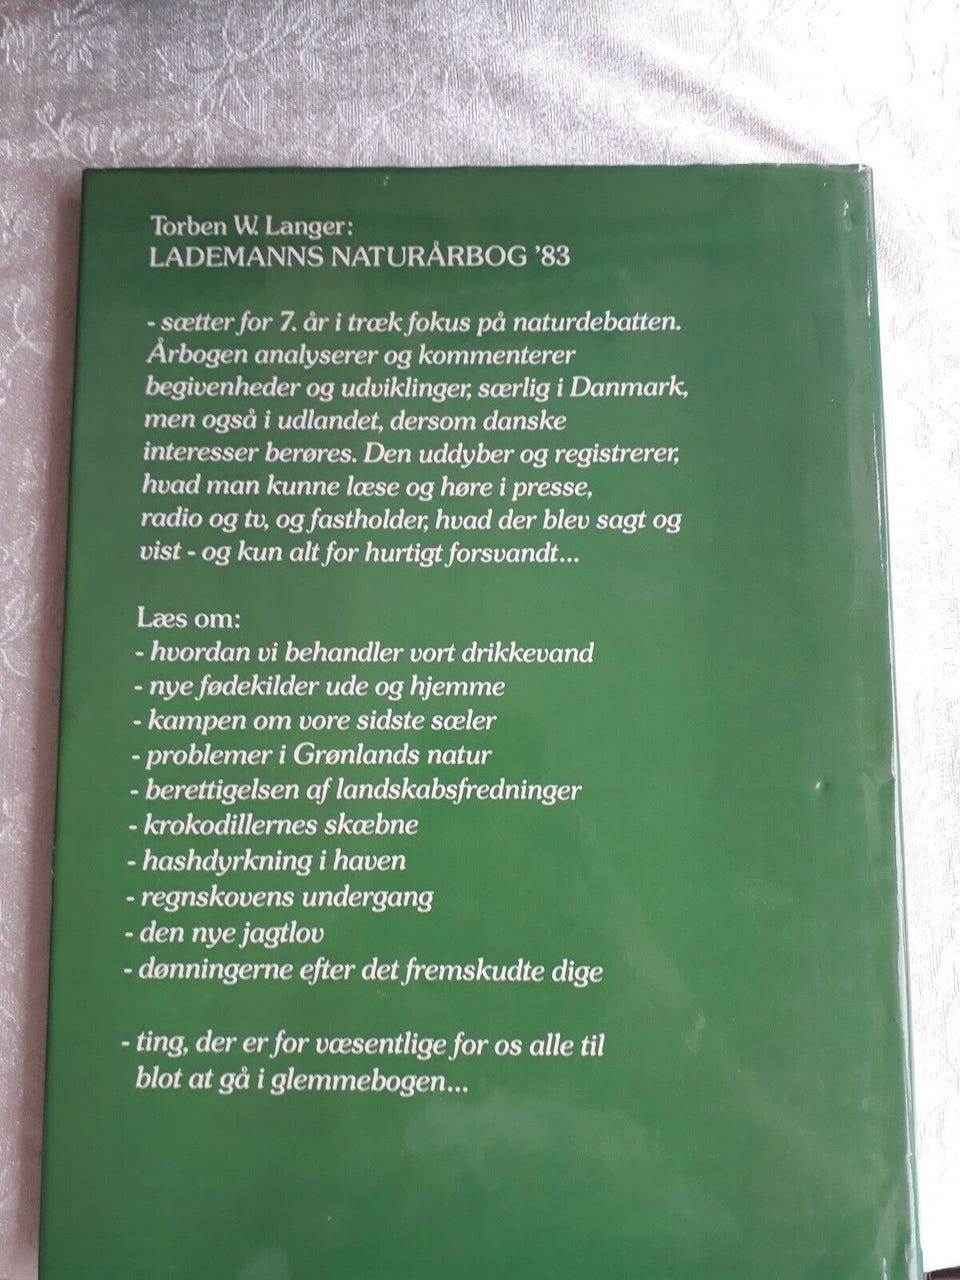 Torben W. Langer:
LADEMANNS NATURÅRBOG '83
- sætter for 7. år i træk fokus på naturdebatten.
Årbogen analyserer og kommenterer
begivenheder og udviklinger, særlig i Danmark,
men også i udlandet, dersom danske
interesser berøres. Den uddyber og registrerer,
hvad man kunne læse og høre i presse,
radio og tv, og fastholder, hvad der blev sagt og
vist - og kun alt for hurtigt forsvandt...
Læs om:
- hvordan vi behandler vort drikkevand
- nye fødekilder ude og hjemme
- kampen om vore sidste sæler
- problemer i Grønlands natur
- berettigelsen af landskabsfredninger
- krokodillernes skæbne
- hashdyrkning i haven
- regnskovens undergang
- den nye jagtlov
- dønningerne efter det fremskudte dige
- ting, der er for væsentlige for os alle til
blot at gå i glemmebogen...